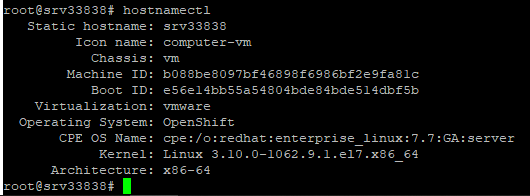 root@srv33838# hostnamectl
Static hostname: srv33838
Icon name: computer-vm
Chassis: vm
Machine ID: b088be8097bf46898f6986bf2e9fa81c
Boot ID: e56e14bb55a54804bde84bde514dbf5b
Virtualization: vmware
Operating System: OpenShift
CPE OS Name: cpe:/o:redhat:enterprise_linux:7.7:GA:server
Kernel: Linux 3.10.0-1062.9.1.el7.x86_64
Architecture: x86-64
root@srv33838#